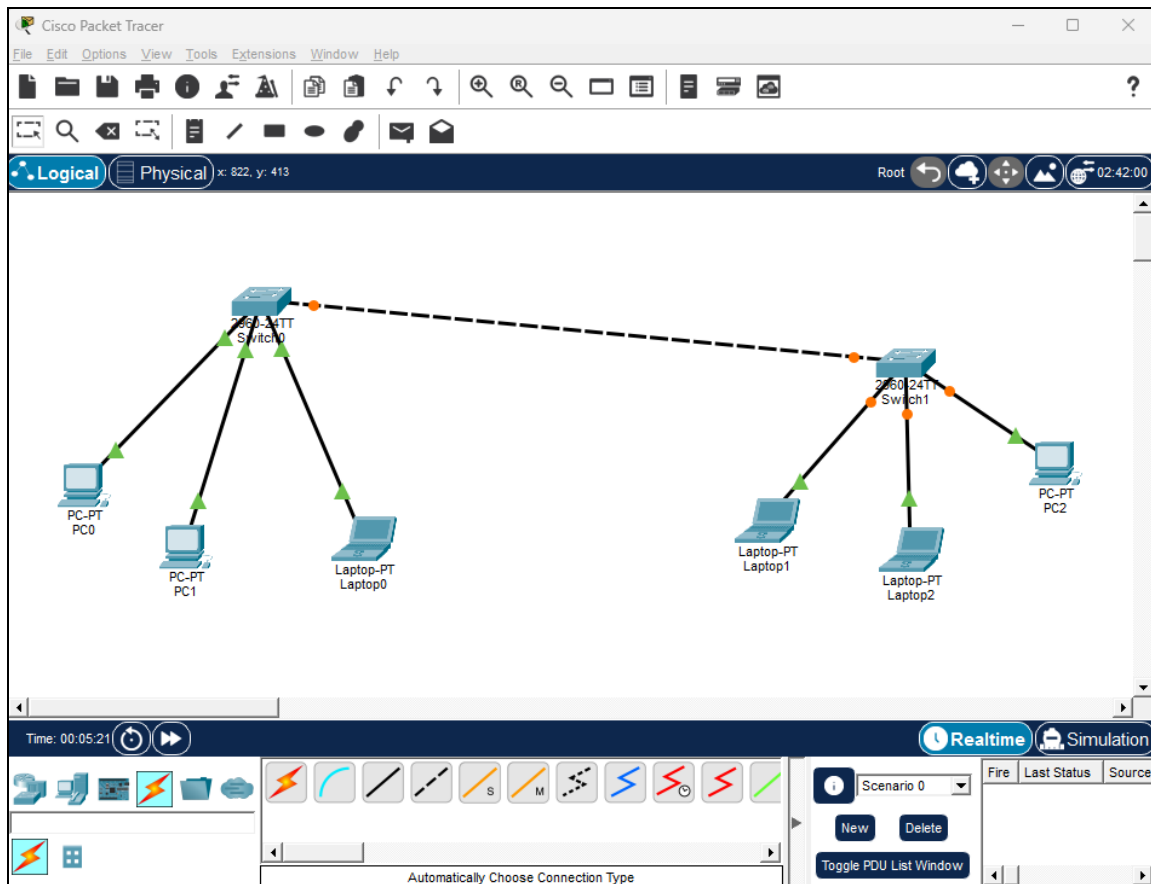 Cisco Packet Tracer
File Edit Options View Tools Extensions Window Help
R
?
Logical Physical x: 822, y: 413 Root 02:42:00
2960-24TT
Switch0
2960-24TT
Switch1
PC-PT
PC0
PC-PT
PC1
Laptop-PT
Laptop0
Laptop-PT
Laptop1
Laptop-PT
Laptop2
PC-PT
PC2
Time: 00:05:21 Realtime Simulation
S M
Scenario 0
Fire Last Status Source
New Delete
Toggle PDU List Window
Automatically Choose Connection Type